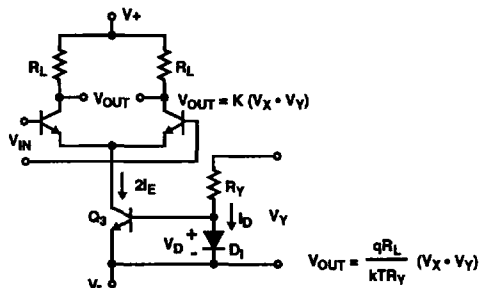 V+
RL RL
VOUT VOUT = K (VX • VY)
VIN
2IE RY
ID VY
Q3
VD + - D1
VOUT = qRL / kTRY (VX • VY)
V-